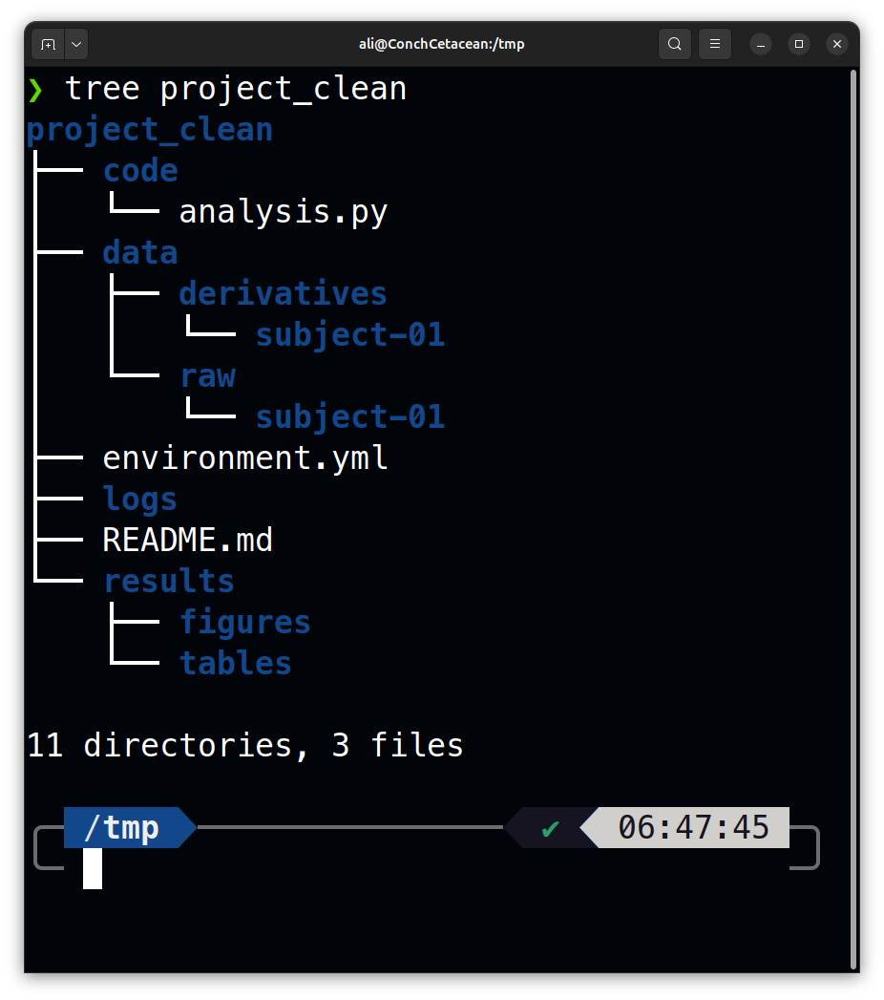 ali@ConchCetacean:/tmp
❯ tree project_clean
project_clean
├── code
│   └── analysis.py
├── data
│   ├── derivatives
│   │   └── subject-01
│   └── raw
│       └── subject-01
├── environment.yml
├── logs
├── README.md
└── results
    ├── figures
    └── tables
11 directories, 3 files
/tmp ✔ 06:47:45